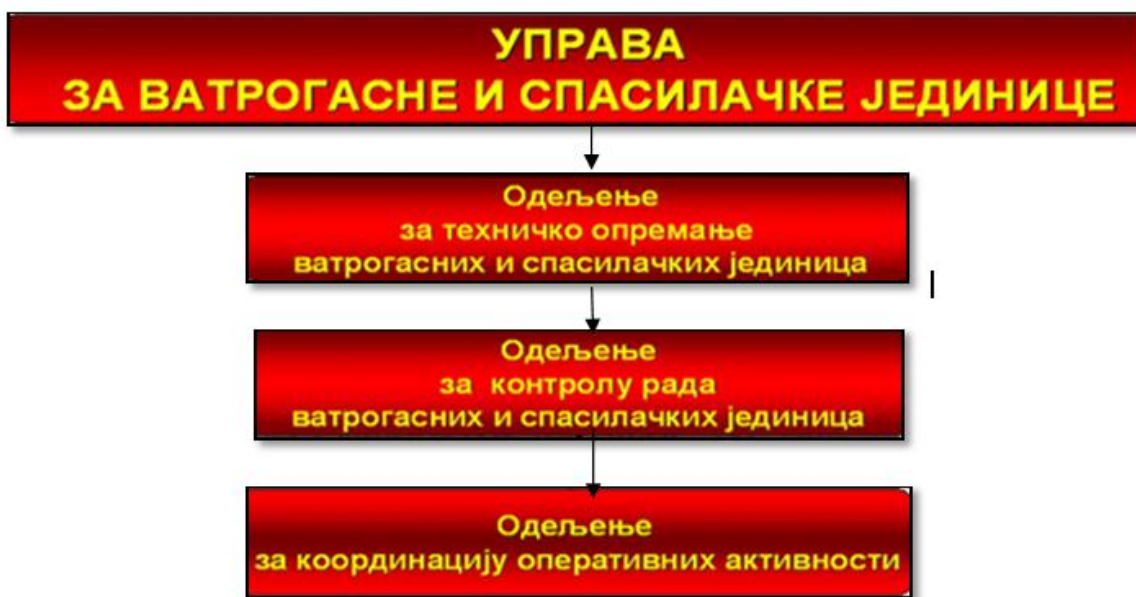 УПРАВА
ЗА ВАТРОГАСНЕ И СПАСИЛАЧКЕ ЈЕДИНИЦЕ
Одељење
за техничко опремање
ватрогасних и спасилачких јединица
Одељење
за контролу рада
ватрогасних и спасилачких јединица
Одељење
за координацију оперативних активности